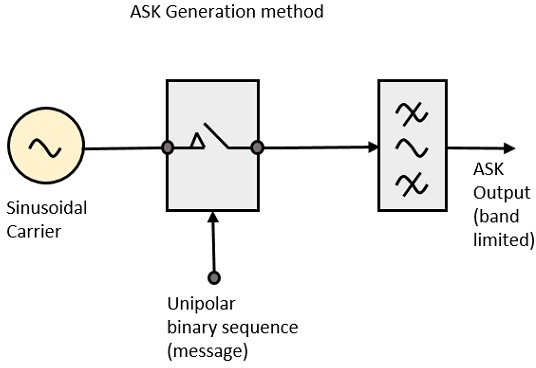 ASK Generation method
Sinusoidal
Carrier
Unipolar
binary sequence
(message)
ASK
Output
(band
limited)